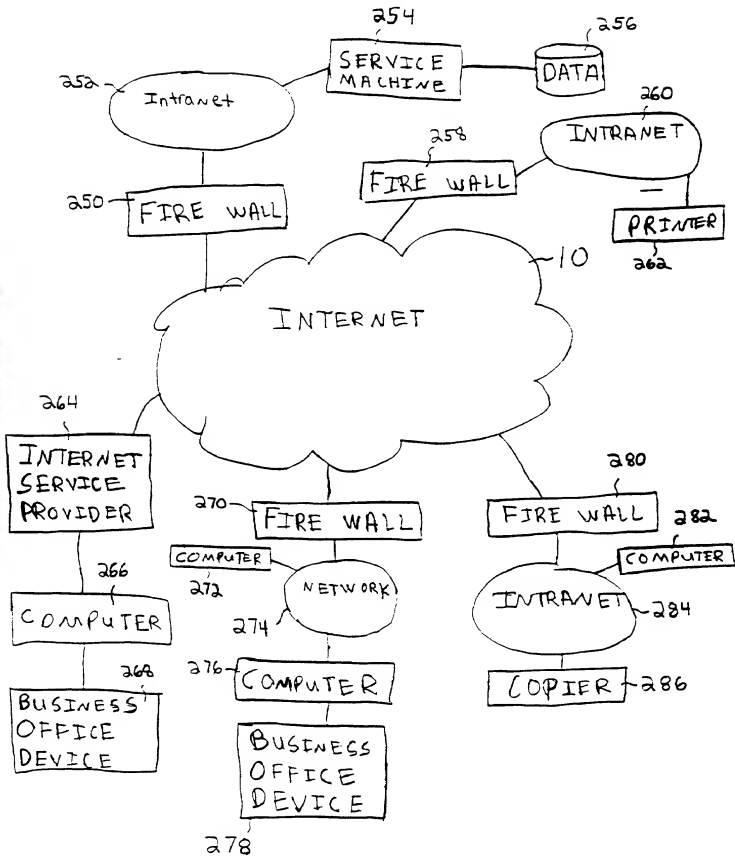 254
256
SERVICE
MACHINE
DATA
252
Intranet
260
INTRANET
258
FIRE WALL
250
FIRE WALL
PRINTER
262
10
INTERNET
264
INTERNET
SERVICE
PROVIDER
270
FIRE WALL
280
FIRE WALL
282
COMPUTER
COMPUTER
272
NETWORK
274
INTRANET
284
266
COMPUTER
276
COMPUTER
COPIER
286
268
BUSINESS
OFFICE
DEVICE
BUSINESS
OFFICE
DEVICE
278